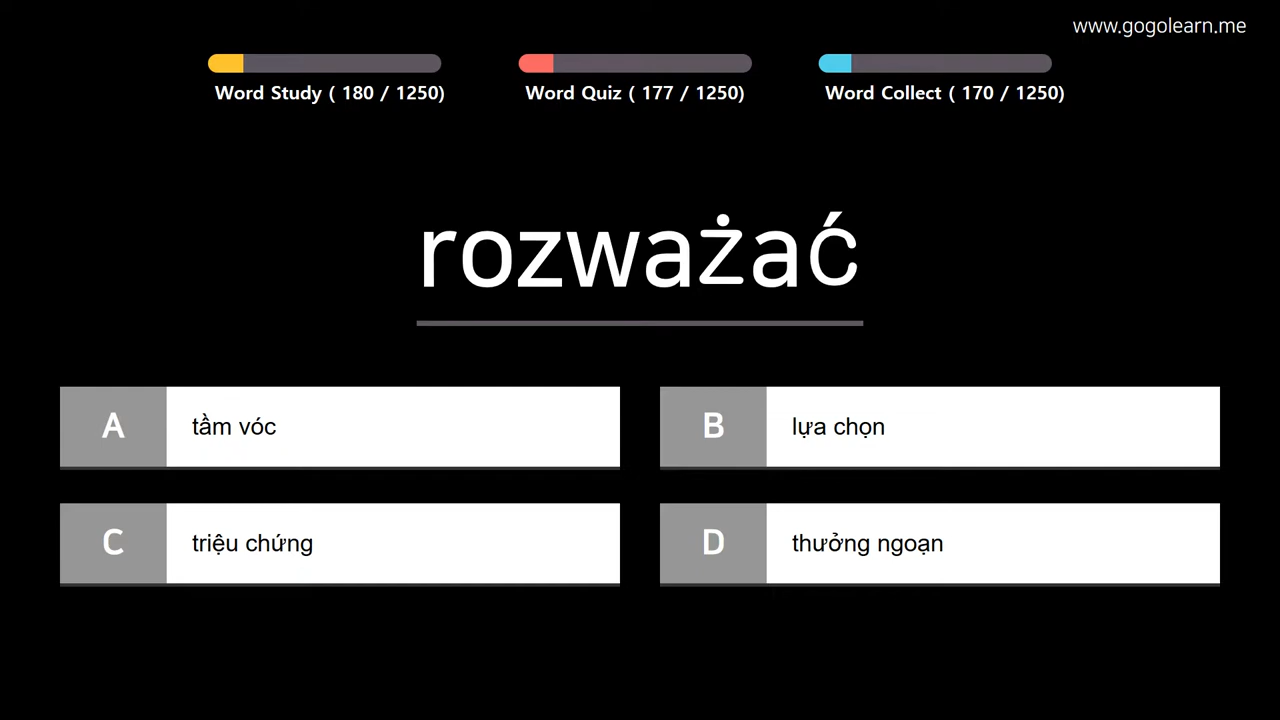 www.gogolearn.me
Word Study ( 180 / 1250)
Word Quiz ( 177 / 1250)
Word Collect ( 170 / 1250)
rozważać
A
tầm vóc
B
lựa chọn
C
triệu chứng
D
thưởng ngoạn